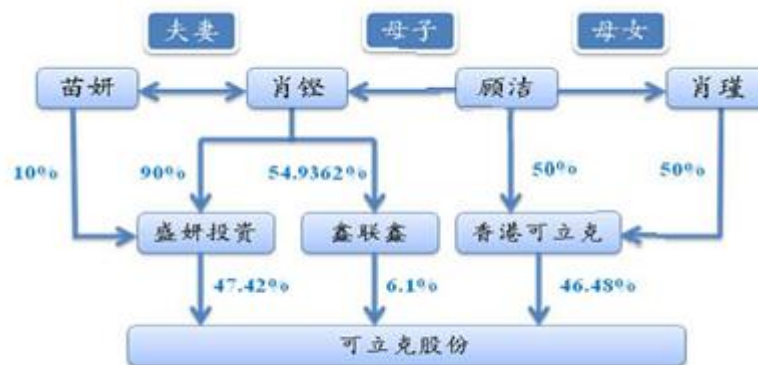 夫妻
母子
母女
苗妍
肖铿
顾洁
肖瑾
10%
90%
54.9362%
50%
50%
盛妍投资
鑫联鑫
香港可立克
47.42%
6.1%
46.48%
可立克股份